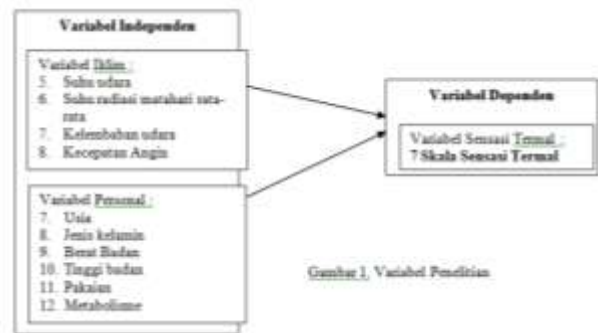 Variabel Independen
Variabel Iklim :
5. Suhu udara
6. Suhu radiasi matahari rata-
rata
7. Kelembaban udara
8. Kecepatan Angin
Variabel Personal :
7. Usia
8. Jenis kelamin
9. Berat Badan
10. Tinggi badan
11. Pakaian
12. Metabolisme
Variabel Dependen
Variabel Sensasi Termal :
7 Skala Sensasi Termal
Gambar 1. Variabel Penelitian